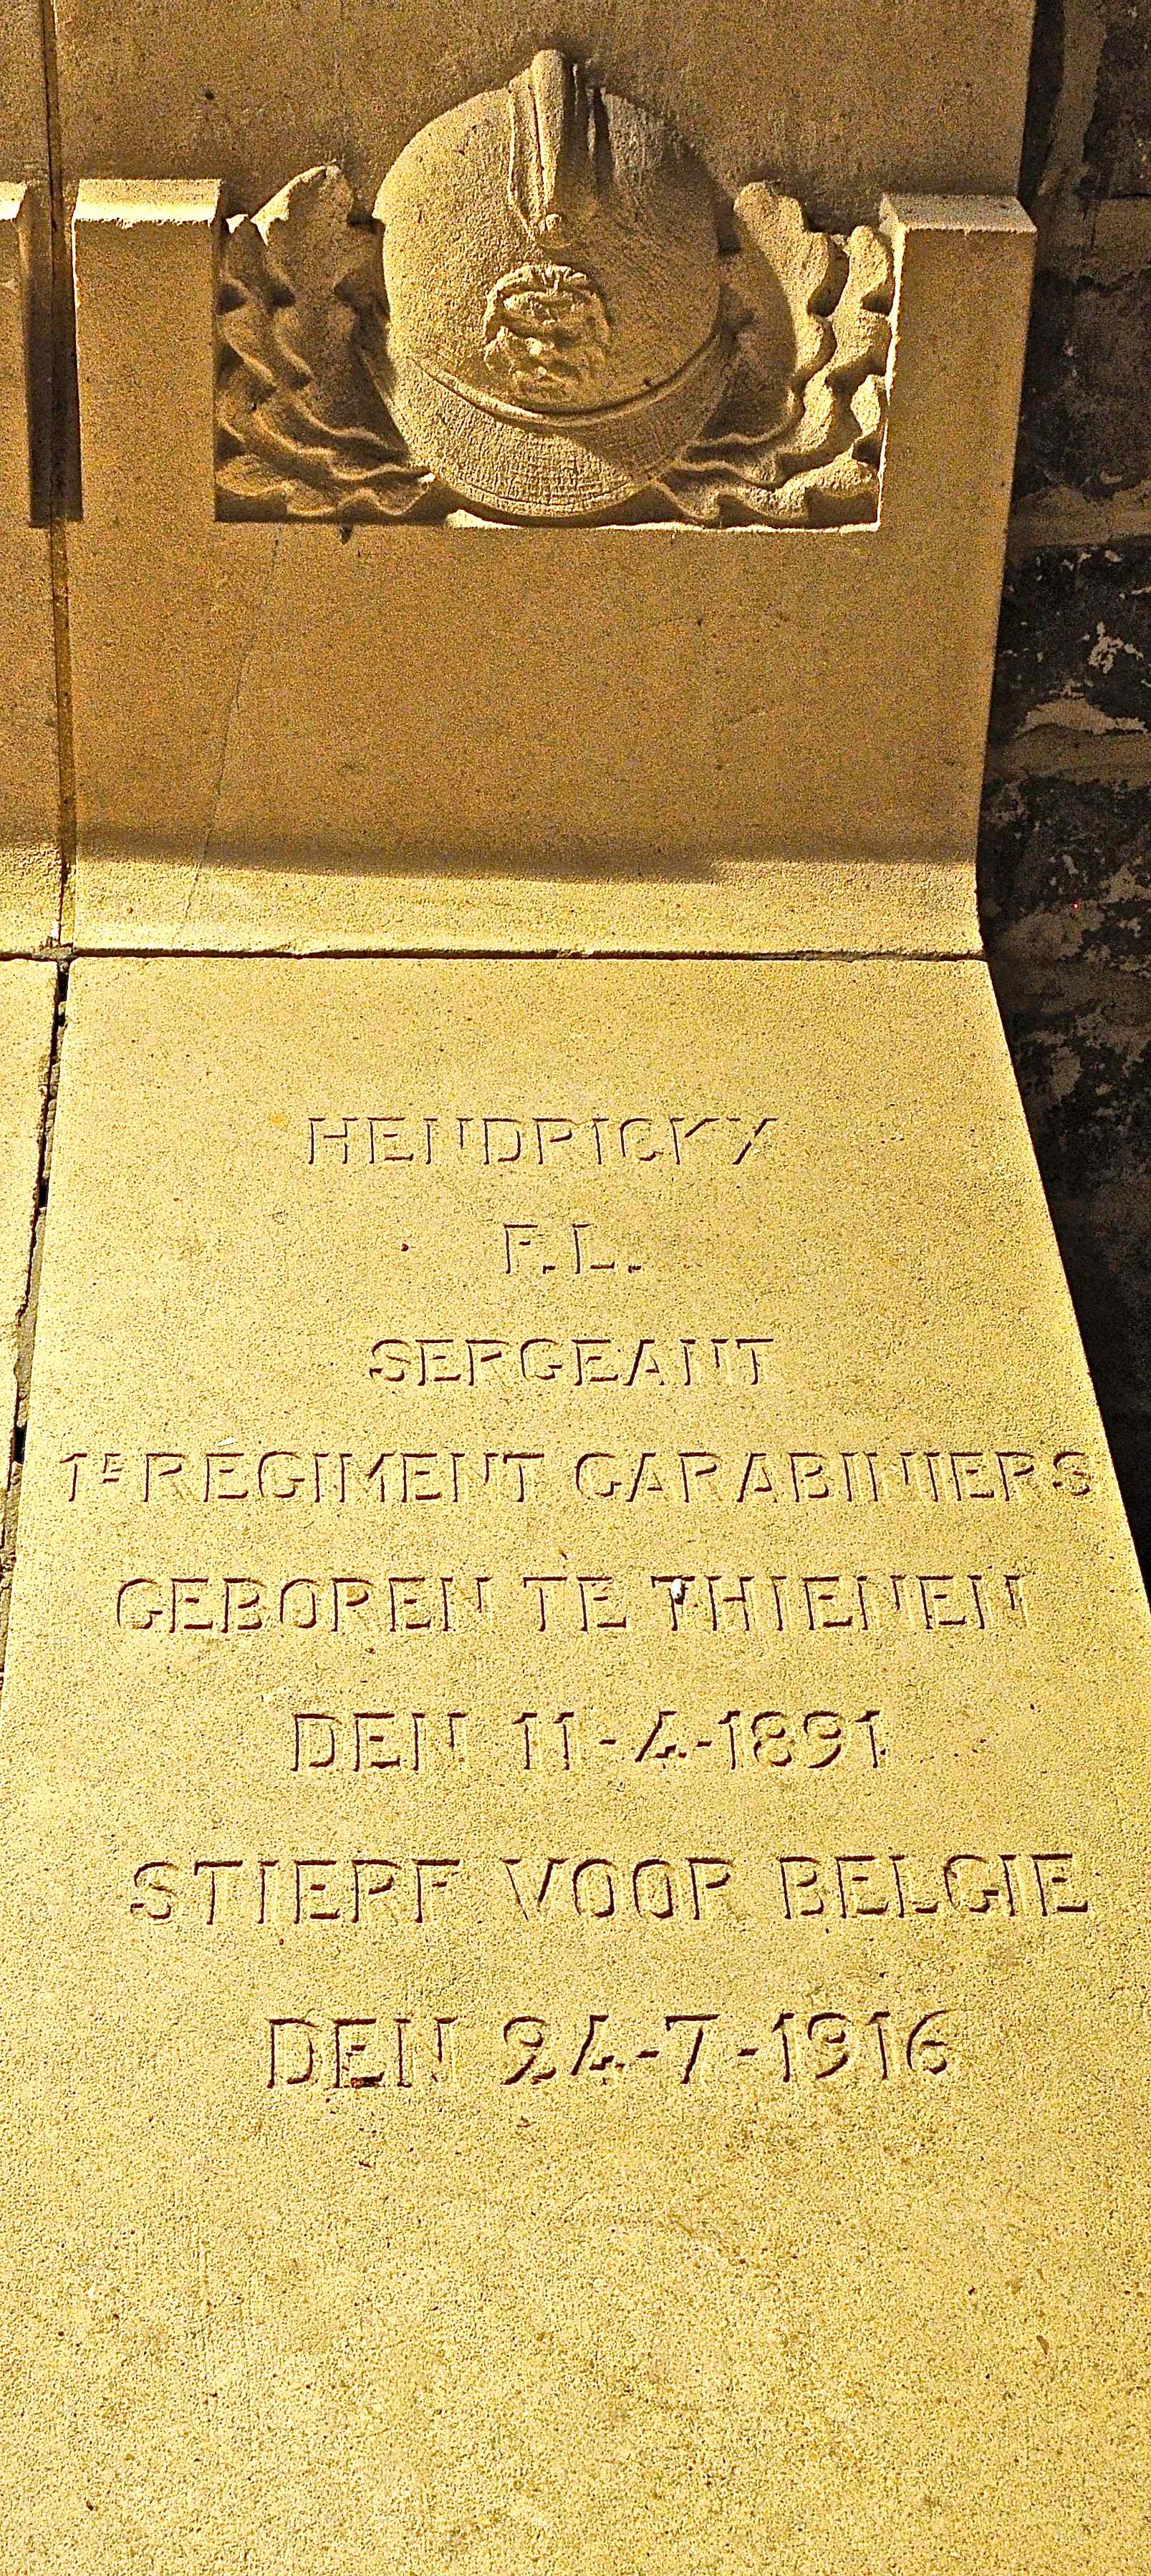 HENDRICKX
F.L.
SERGEANT
1E REGIMENT CARABINIERS
GEBOREN TE THIENEN
DEN 11-4-1891
STIERF VOOR BELGIE
DEN 24-7-1916